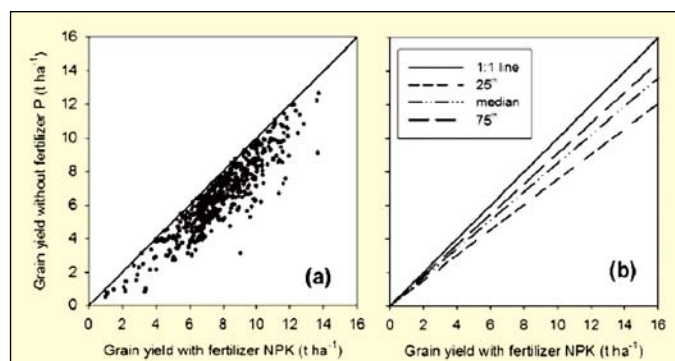 Grain yield without fertilizer P (t ha⁻¹)
16
14
12
10
8
6
4
2
0
(a)
0 2 4 6 8 10 12 14 16
Grain yield with fertilizer NPK (t ha⁻¹)
1:1 line
25ᵗʰ
median
75ᵗʰ
(b)
0 2 4 6 8 10 12 14 16
Grain yield with fertilizer NPK (t ha⁻¹)